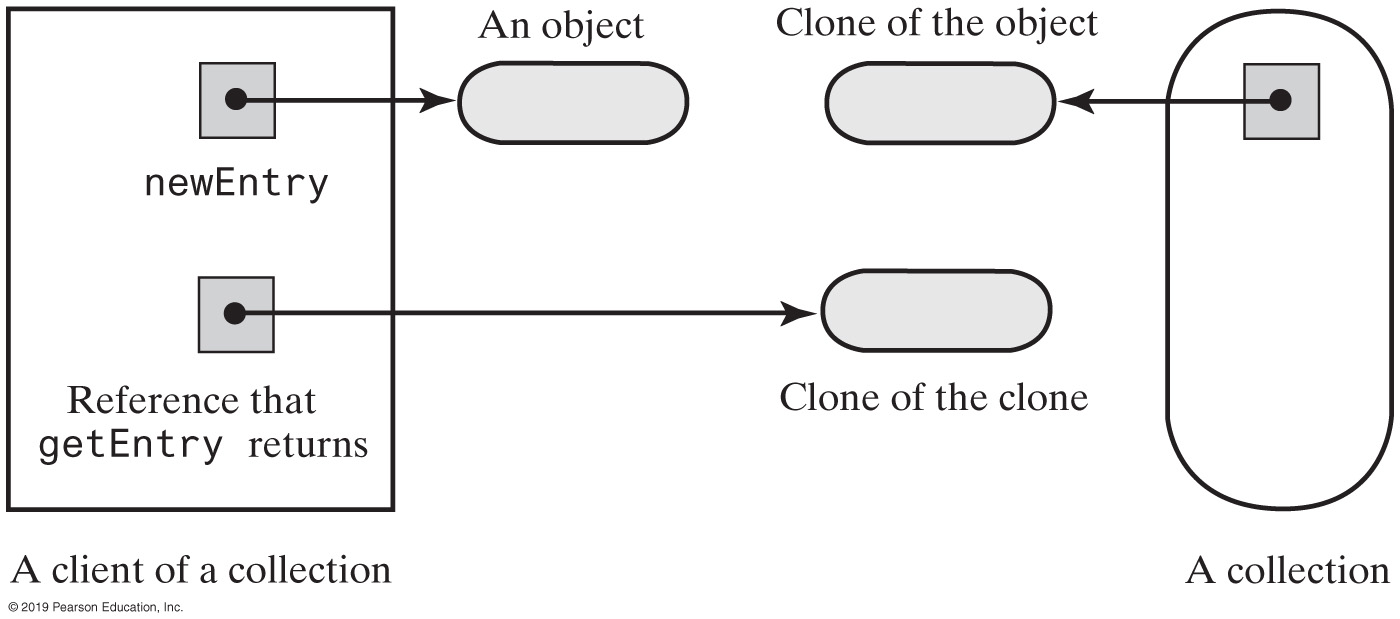 An object
Clone of the object
newEntry
Reference that
getEntry returns
Clone of the clone
A client of a collection
A collection
© 2019 Pearson Education, Inc.